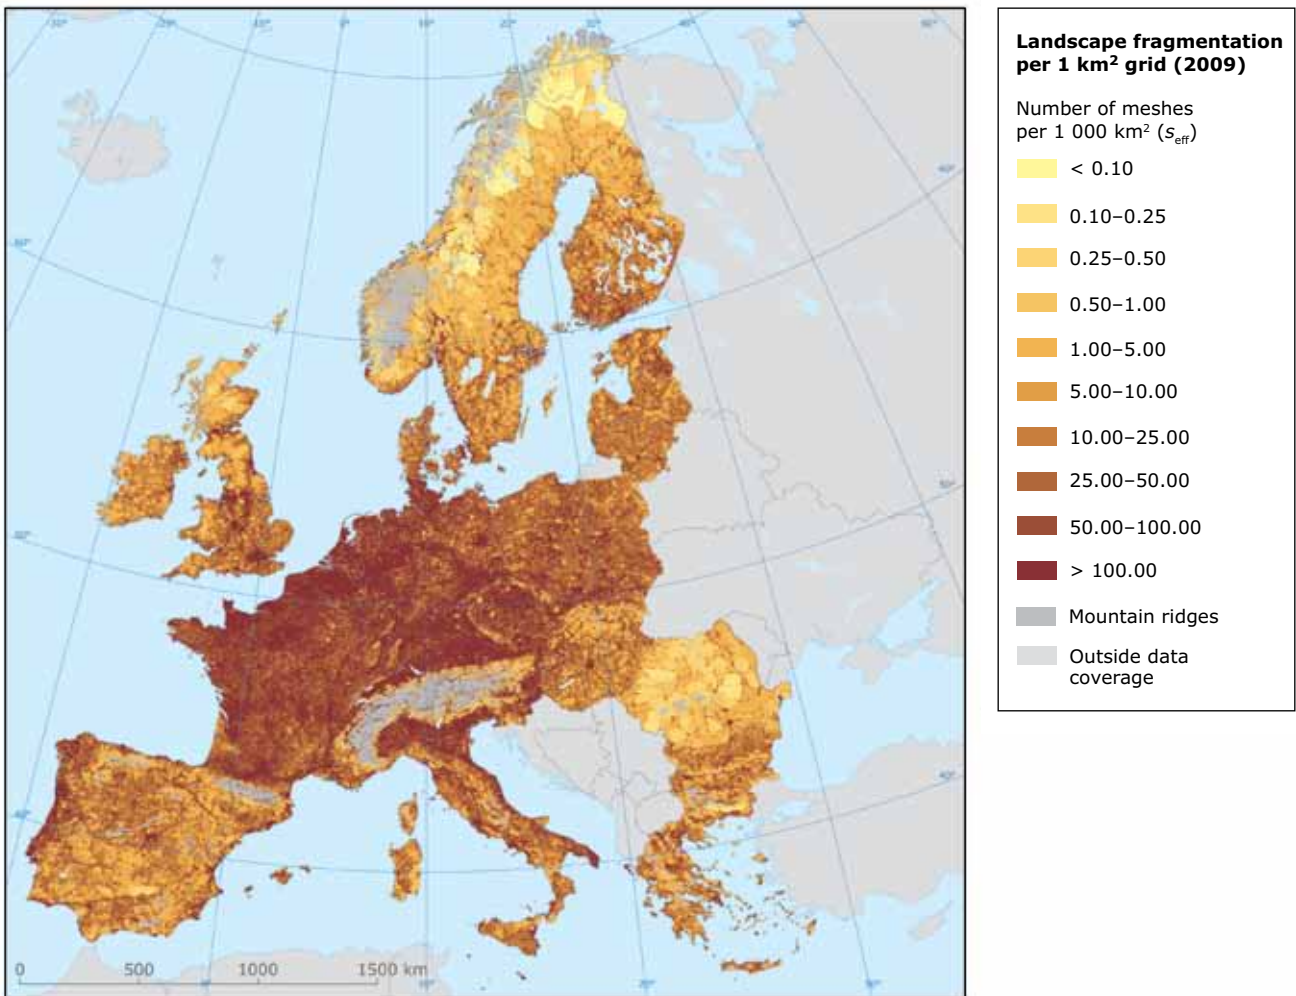 Landscape fragmentation
per 1 km² grid (2009)
Number of meshes
per 1 000 km² (s_eff)
< 0.10
0.10–0.25
0.25–0.50
0.50–1.00
1.00–5.00
5.00–10.00
10.00–25.00
25.00–50.00
50.00–100.00
> 100.00
Mountain ridges
Outside data
coverage
0 500 1000 1500 km